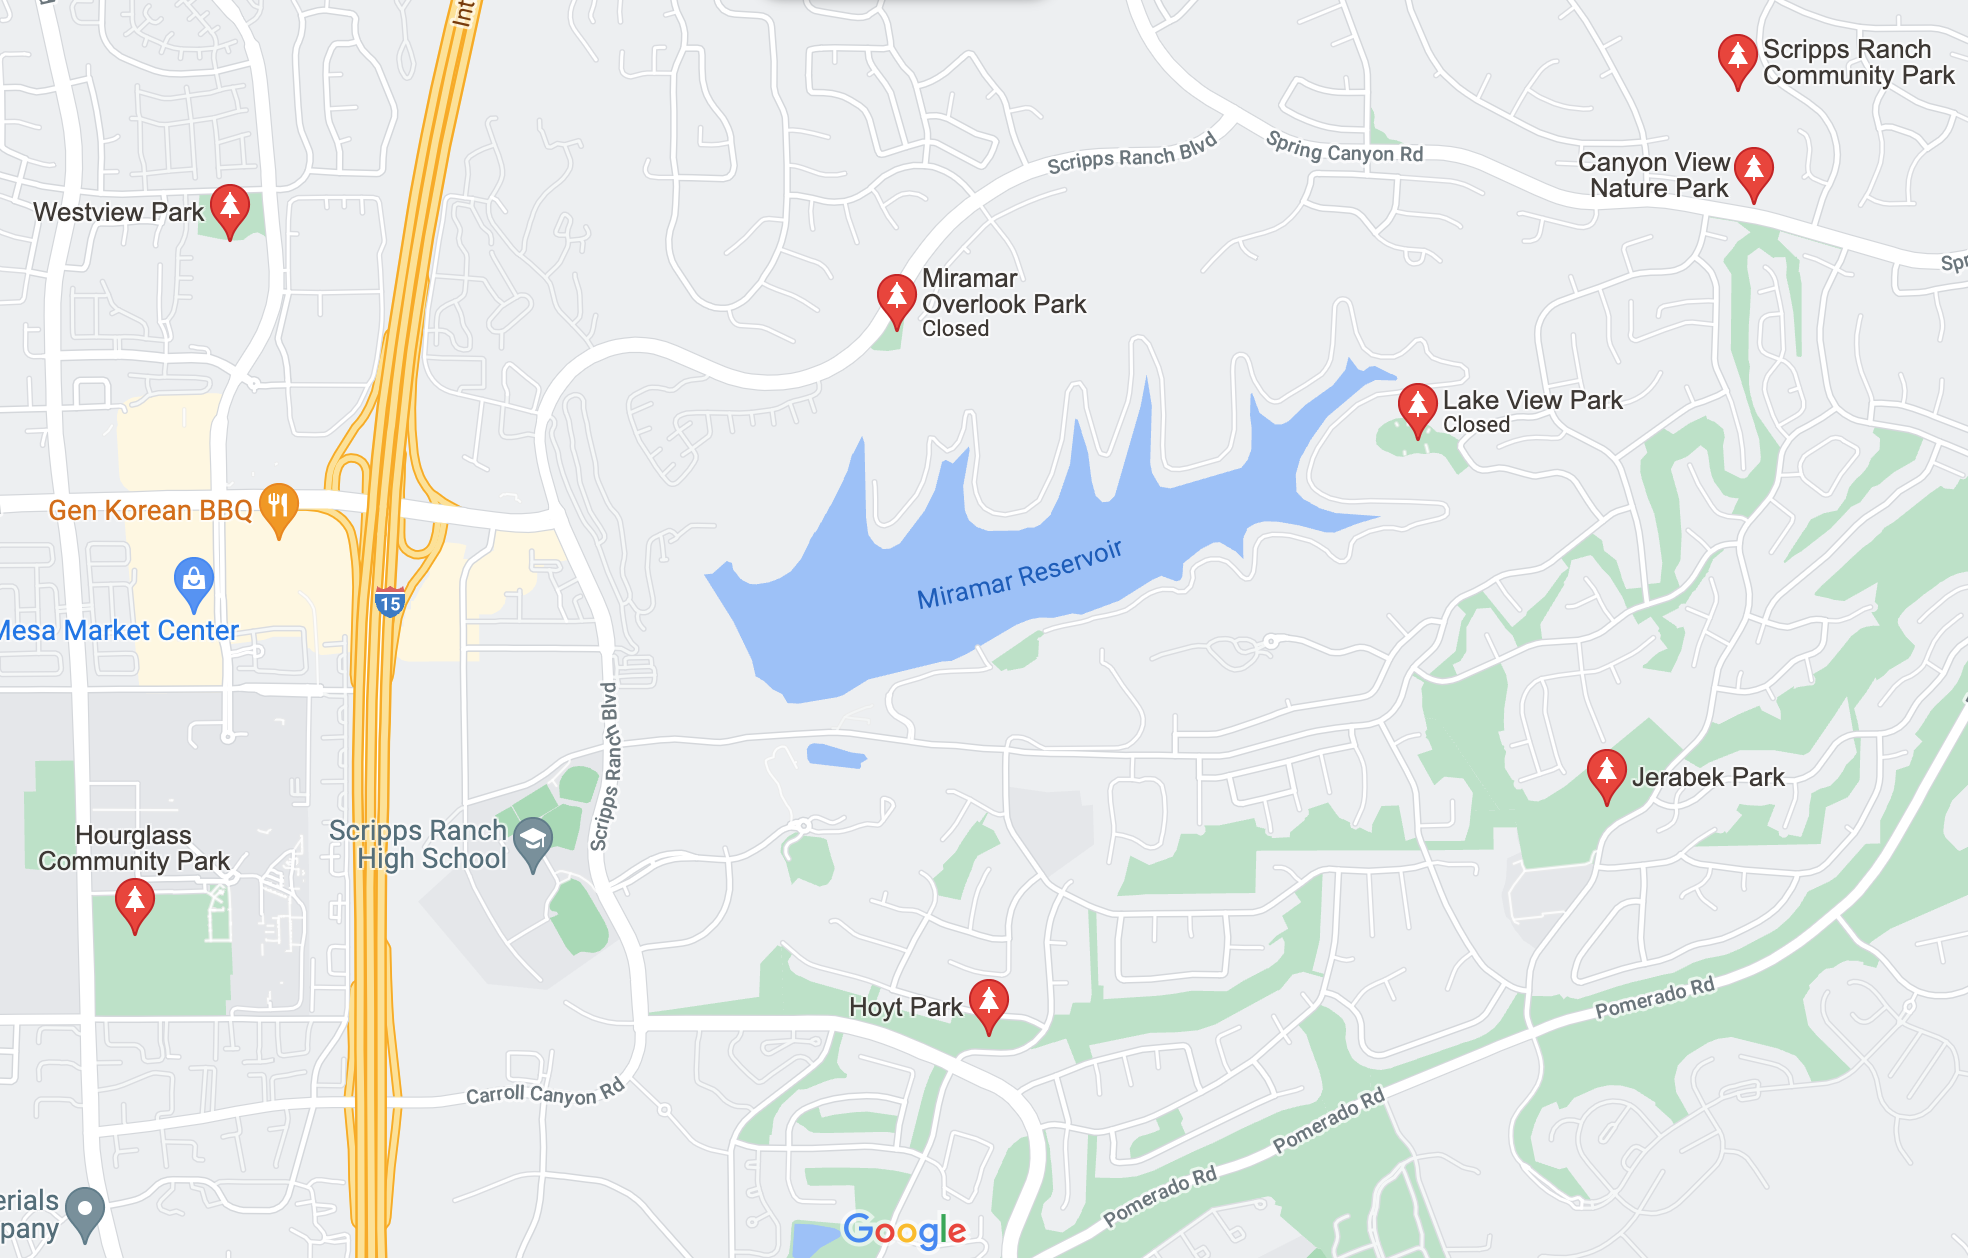 Int
Scripps Ranch
Community Park
Scripps Ranch Blvd
Spring Canyon Rd
Canyon View
Nature Park
Westview Park
Spr
Miramar
Overlook Park
Closed
Lake View Park
Closed
Gen Korean BBQ
Miramar Reservoir
15
Mesa Market Center
Scripps Ranch Blvd
Jerabek Park
Hourglass
Community Park
Scripps Ranch
High School
Hoyt Park
Pomerado Rd
Carroll Canyon Rd
Pomerado Rd
Pomerado Rd
erials
pany
Google